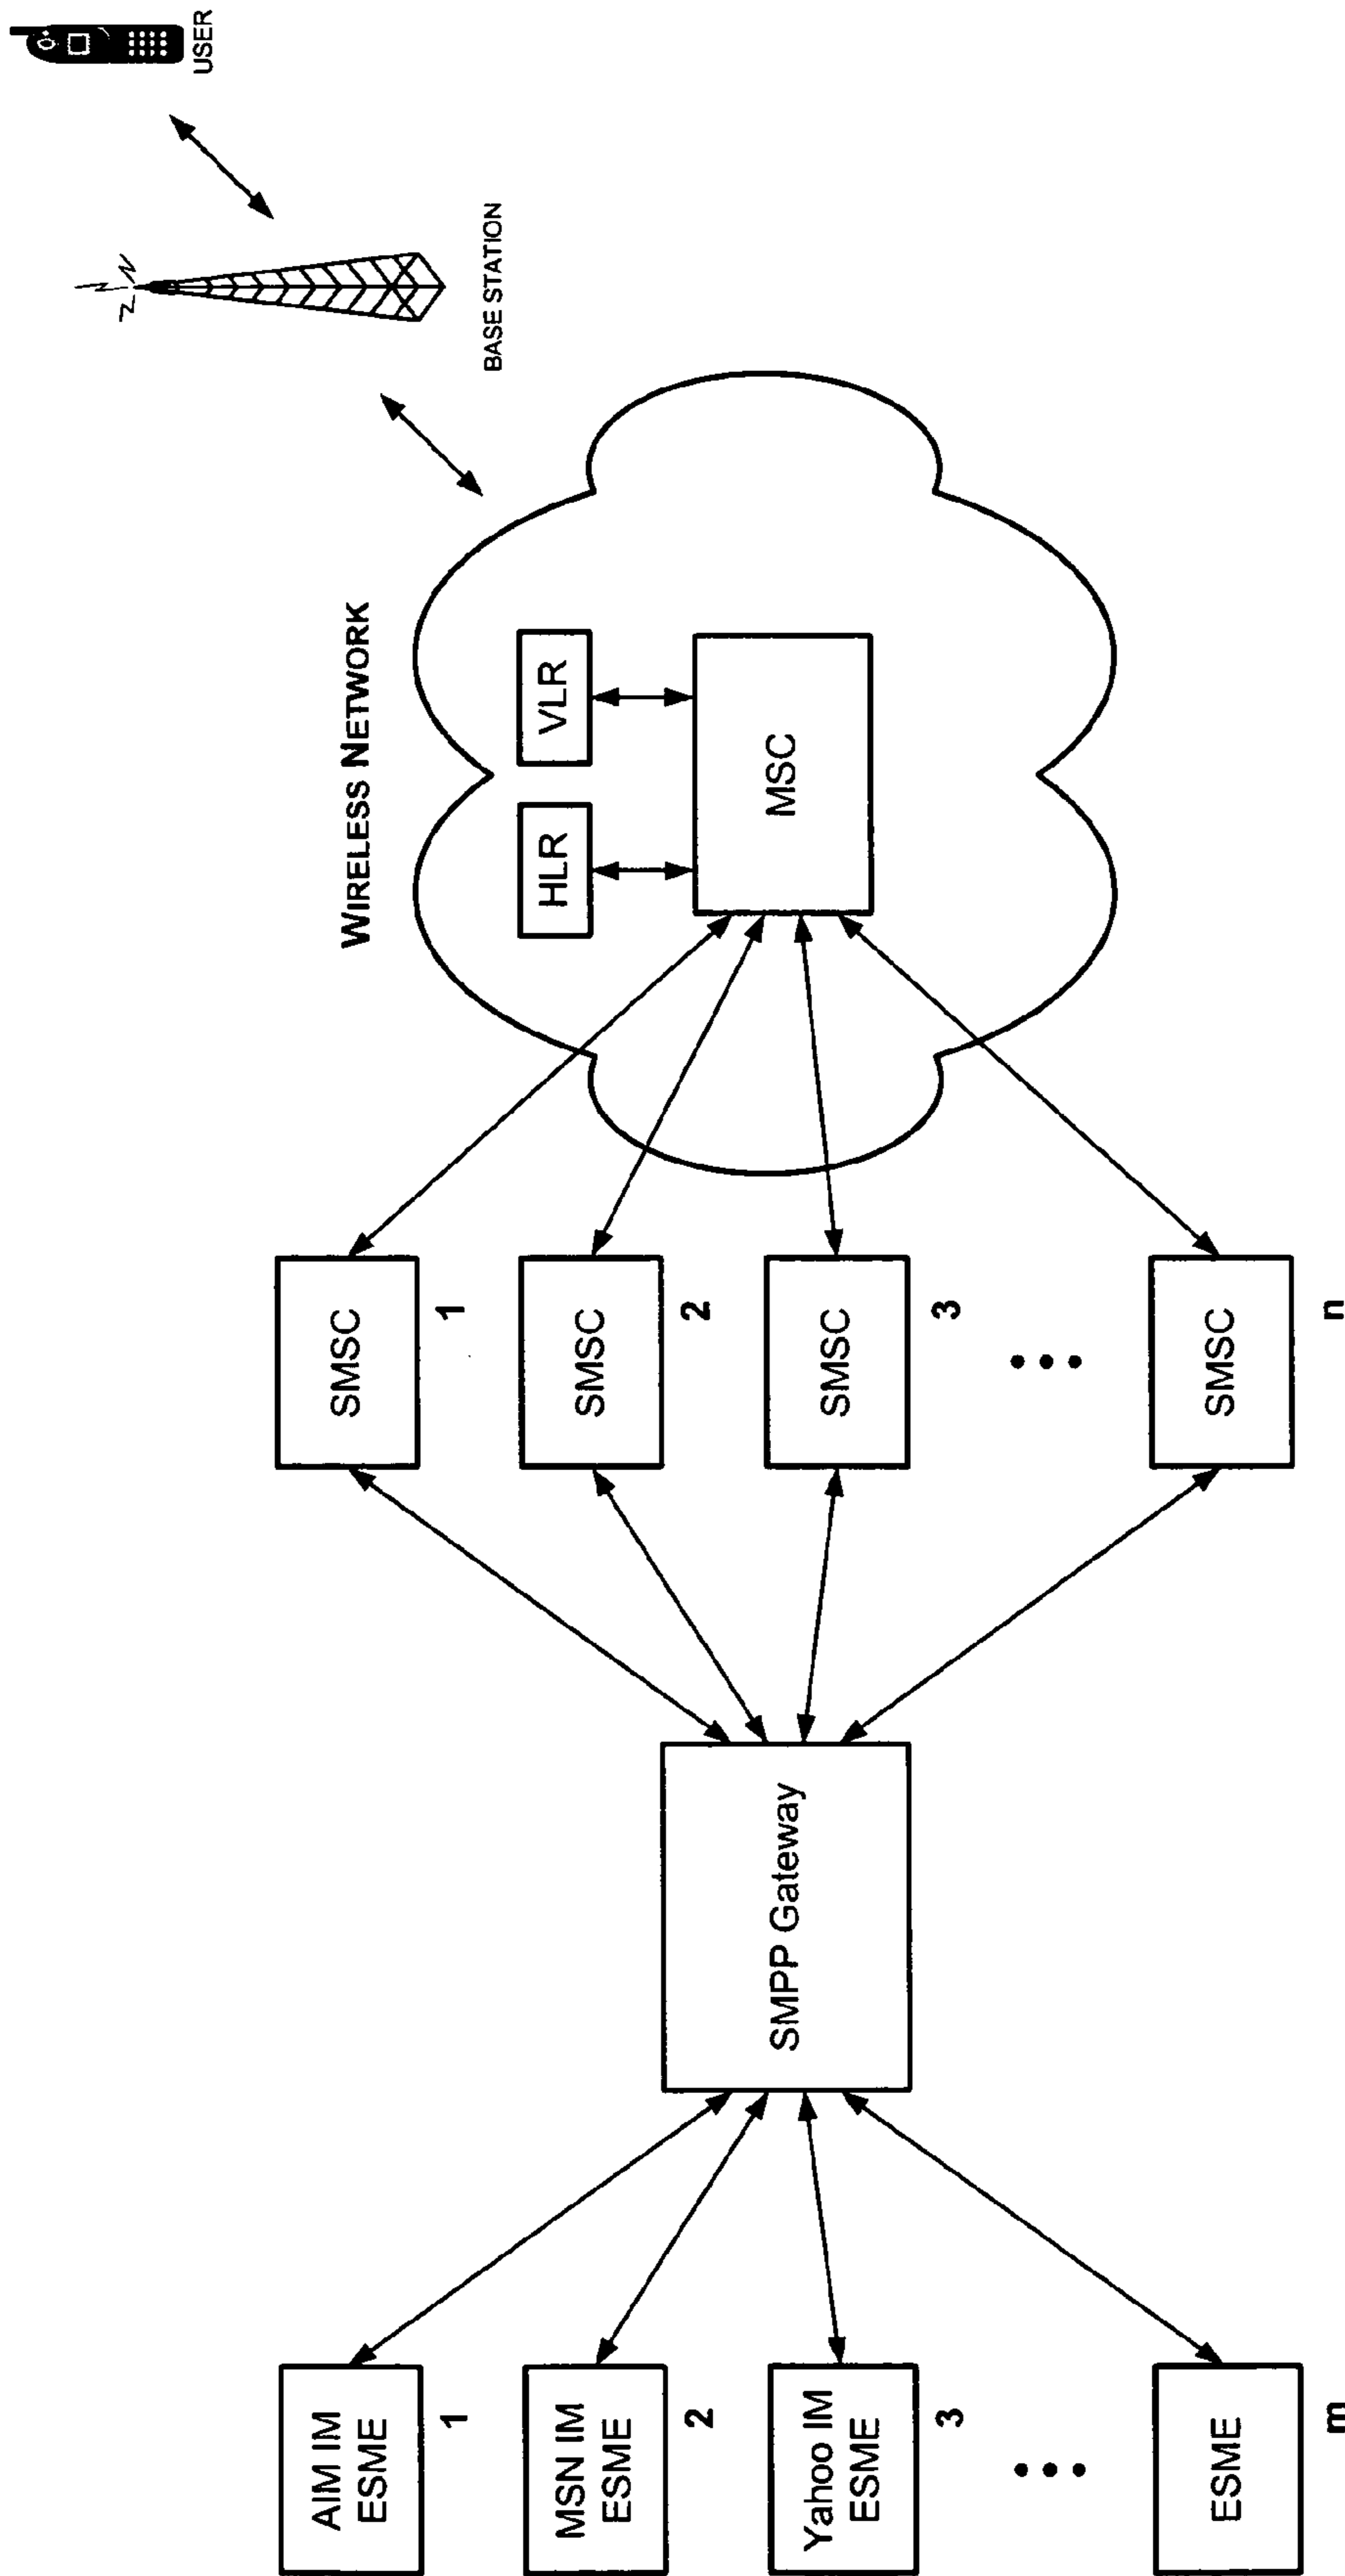 USER
BASE STATION
WIRELESS NETWORK
HLR
VLR
MSC
SMSC
1
SMSC
2
SMSC
3
SMSC
n
SMPP Gateway
AIM IM
ESME
1
MSN IM
ESME
2
Yahoo IM
ESME
3
ESME
m